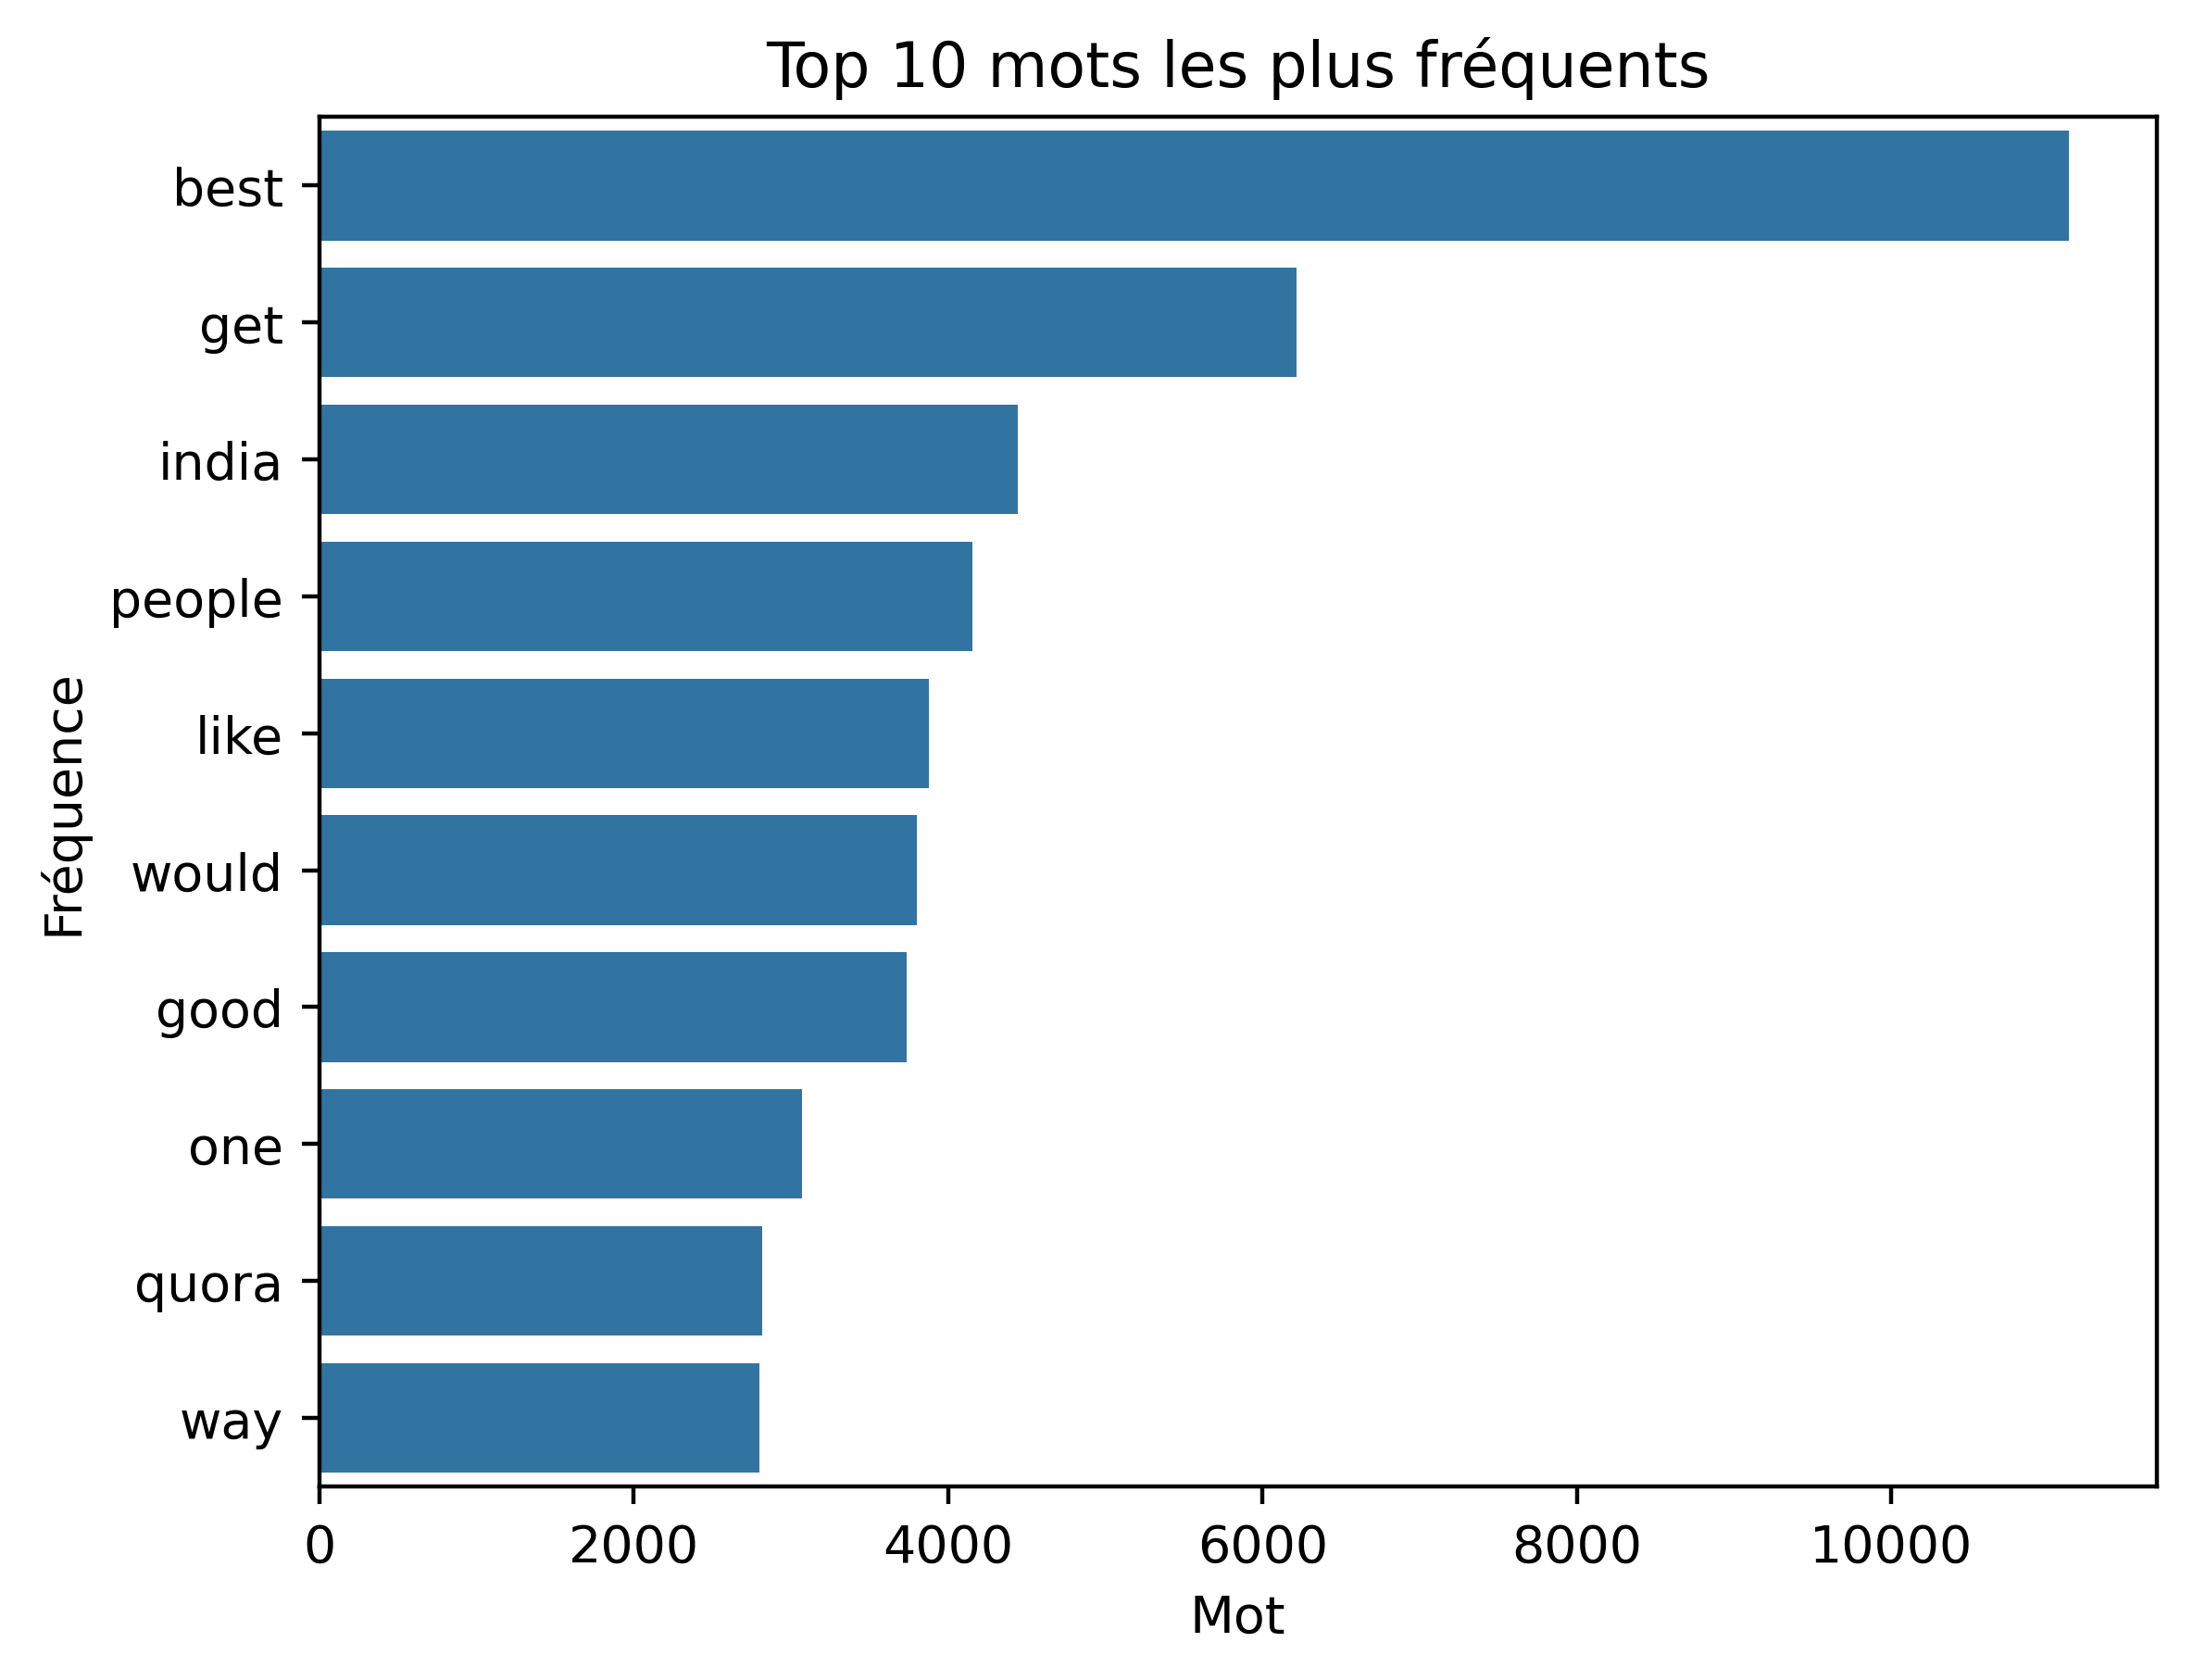 Top 10 mots les plus fréquents
best
get
india
people
like
would
good
one
quora
way
Fréquence
0 2000 4000 6000 8000 10000
Mot